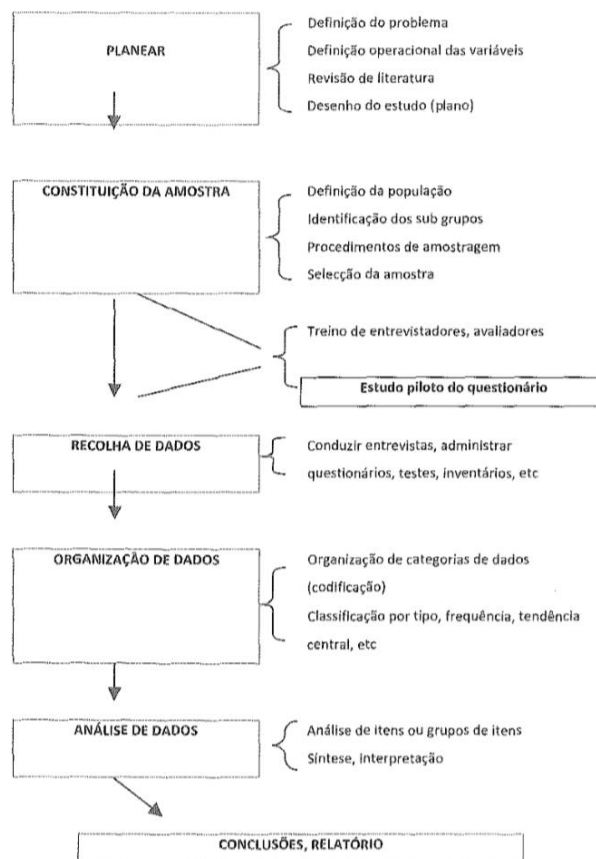 PLANEAR
Definição do problema
Definição operacional das variáveis
Revisão de literatura
Desenho do estudo (plano)
CONSTITUIÇÃO DA AMOSTRA
Definição da população
Identificação dos sub grupos
Procedimentos de amostragem
Selecção da amostra
Treino de entrevistadores, avaliadores
Estudo piloto do questionário
RECOLHA DE DADOS
Conduzir entrevistas, administrar
questionários, testes, inventários, etc
ORGANIZAÇÃO DE DADOS
Organização de categorias de dados
(codificação)
Classificação por tipo, frequência, tendência
central, etc
ANÁLISE DE DADOS
Análise de itens ou grupos de itens
Síntese, interpretação
CONCLUSÕES, RELATÓRIO